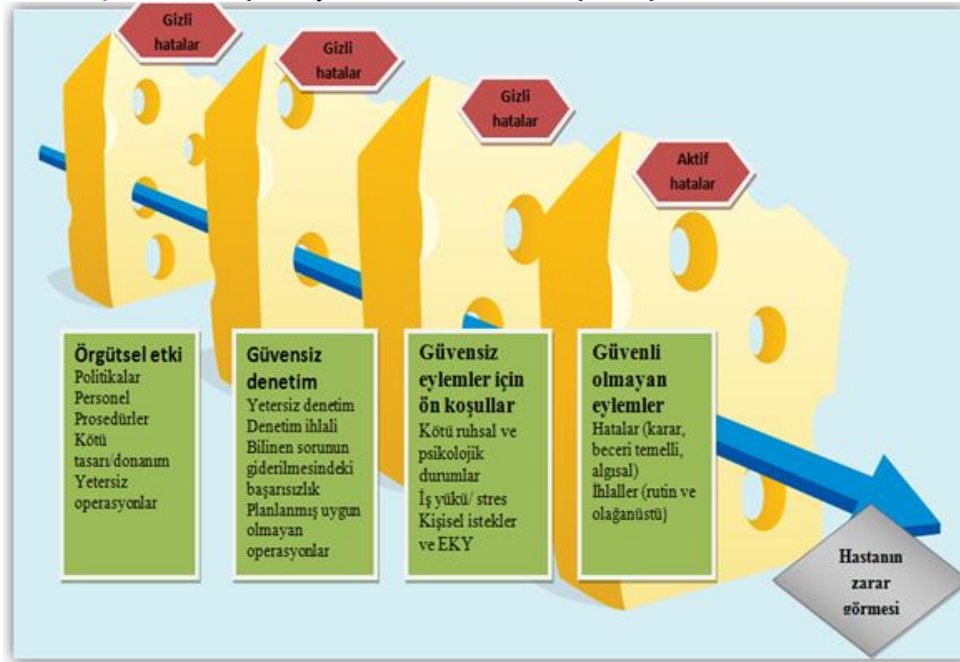 Gizli
hatalar
Gizli
hatalar
Gizli
hatalar
Aktif
hatalar
Örgütsel etki
Politikalar
Personel
Prosedürler
Kötü
tasarı/donanım
Yetersiz
operasyonlar
Güvensiz
denetim
Yetersiz denetim
Denetim ihlali
Bilinen sorunun
giderilmesindeki
başarısızlık
Planlanmış uygun
olmayan
operasyonlar
Güvensiz
eylemler için
ön koşullar
Kötü ruhsal ve
psikolojik
durumlar
İş yükü/ stres
Kişisel istekler
ve EKY
Güvenli
olmayan
eylemler
Hatalar (karar,
beceri temelli,
algısal)
İhlaller (rutin ve
olağanüstü)
Hastanın
zarar
görmesi